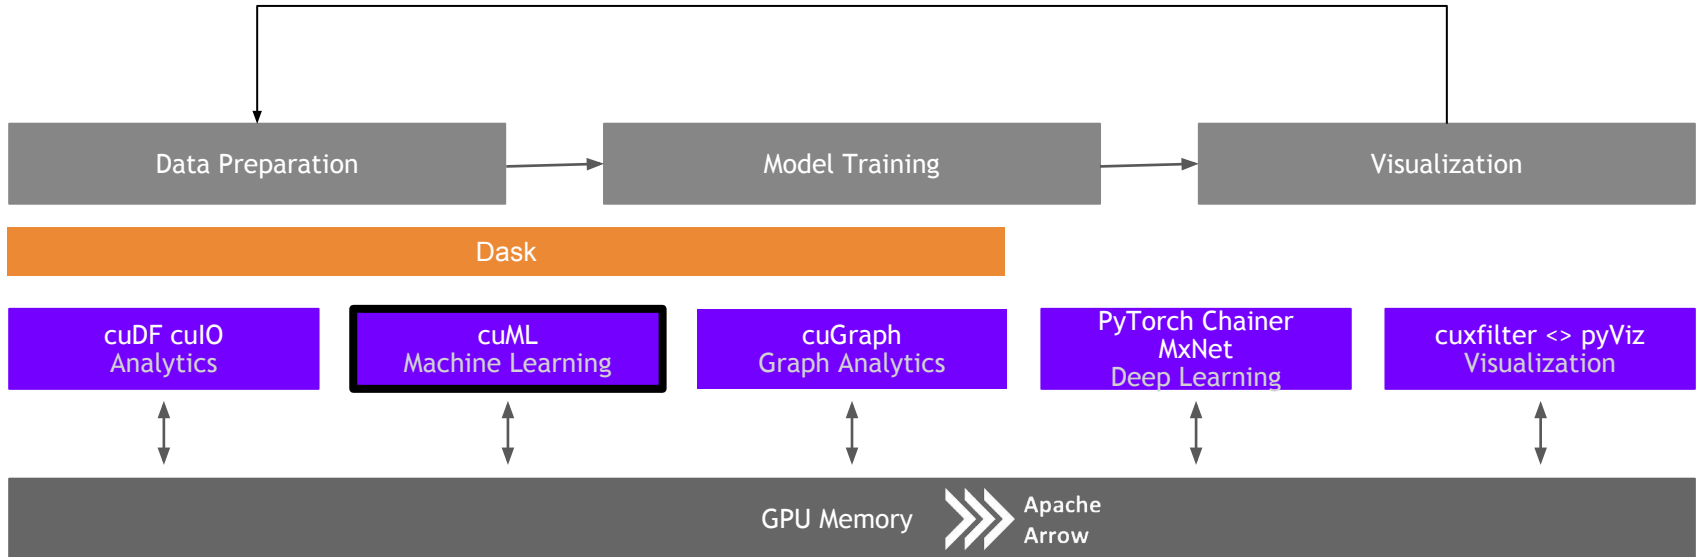 Data Preparation
Model Training
Visualization
Dask
cuDF cuIO
Analytics
cuML
Machine Learning
cuGraph
Graph Analytics
PyTorch Chainer
MxNet
Deep Learning
cuxfilter <> pyViz
Visualization
GPU Memory
Apache
Arrow